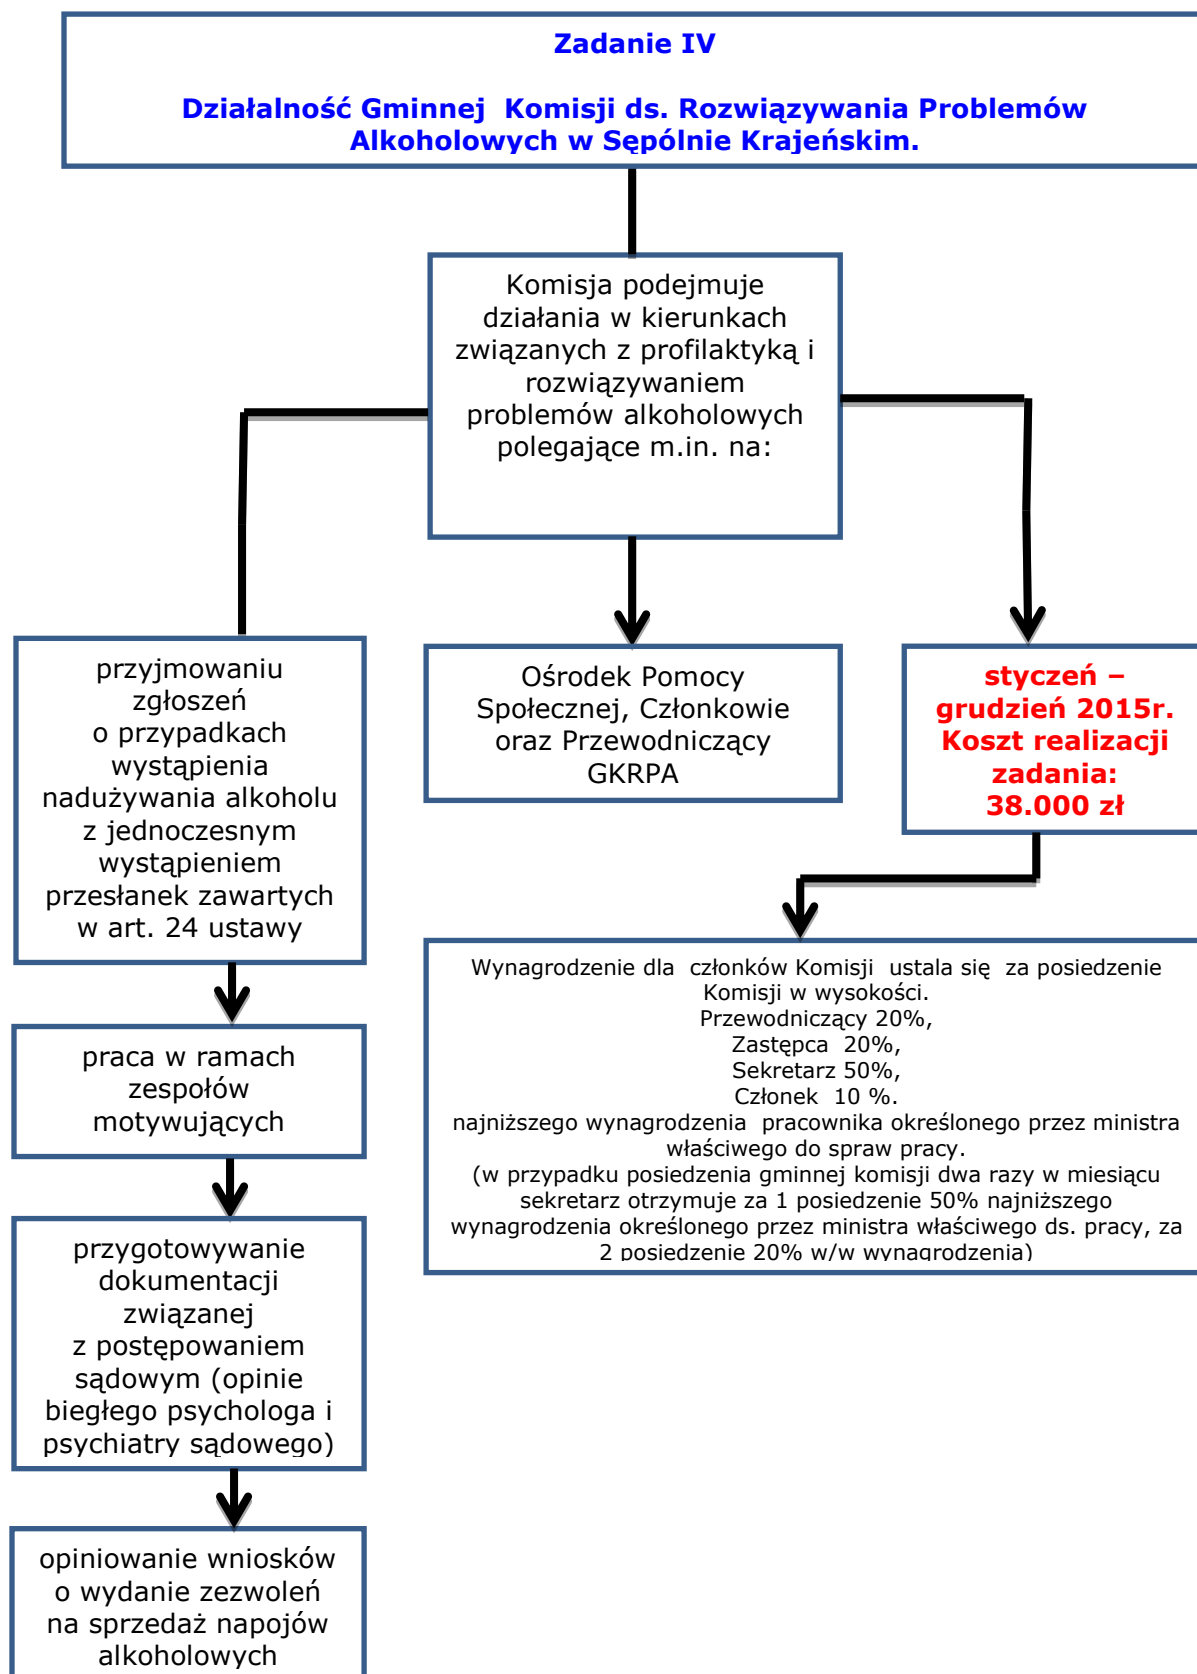 Zadanie IV
Działalność Gminnej Komisji ds. Rozwiązywania Problemów
Alkoholowych w Sępólnie Krajeńskim.
Komisja podejmuje
działania w kierunkach
związanych z profilaktyką i
rozwiązywaniem
problemów alkoholowych
polegające m.in. na:
przyjmowaniu
zgłoszeń
o przypadkach
wystąpienia
nadużywania alkoholu
z jednoczesnym
wystąpieniem
przesłanek zawartych
w art. 24 ustawy
praca w ramach
zespołów
motywujących
przygotowywanie
dokumentacji
związanej
z postępowaniem
sądowym (opinie
biegłego psychologa i
psychiatry sądowego)
opiniowanie wniosków
o wydanie zezwoleń
na sprzedaż napojów
alkoholowych
Ośrodek Pomocy
Społecznej, Członkowie
oraz Przewodniczący
GKRPA
styczeń –
grudzień 2015r.
Koszt realizacji
zadania:
38.000 zł
Wynagrodzenie dla członków Komisji ustala się za posiedzenie
Komisji w wysokości.
Przewodniczący 20%,
Zastępca 20%,
Sekretarz 50%,
Członek 10 %.
najniższego wynagrodzenia pracownika określonego przez ministra
właściwego do spraw pracy.
(w przypadku posiedzenia gminnej komisji dwa razy w miesiącu
sekretarz otrzymuje za 1 posiedzenie 50% najniższego
wynagrodzenia określonego przez ministra właściwego ds. pracy, za
2 posiedzenie 20% w/w wynagrodzenia)